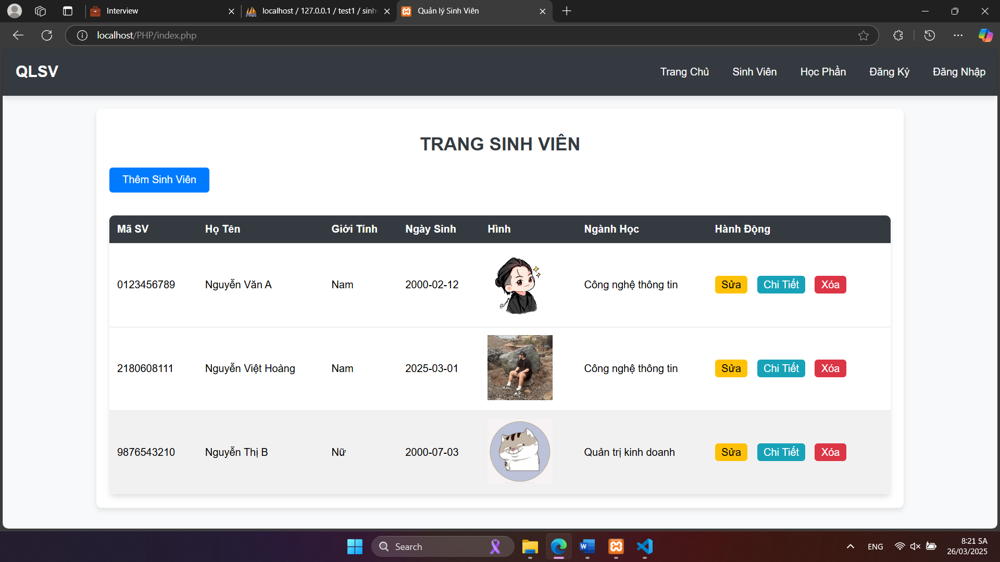 Interview
localhost / 127.0.0.1 / test1 / sinhv
Quản lý Sinh Viên
localhost/PHP/index.php
QLSV
Trang Chủ
Sinh Viên
Học Phần
Đăng Ký
Đăng Nhập
TRANG SINH VIÊN
Thêm Sinh Viên
Mã SV Họ Tên Giới Tính Ngày Sinh Hình Ngành Học Hành Động
0123456789 Nguyễn Văn A Nam 2000-02-12 Công nghệ thông tin Sửa Chi Tiết Xóa
2180608111 Nguyễn Việt Hoàng Nam 2025-03-01 Công nghệ thông tin Sửa Chi Tiết Xóa
9876543210 Nguyễn Thị B Nữ 2000-07-03 Quản trị kinh doanh Sửa Chi Tiết Xóa
Search
ENG
8:21 SA
26/03/2025